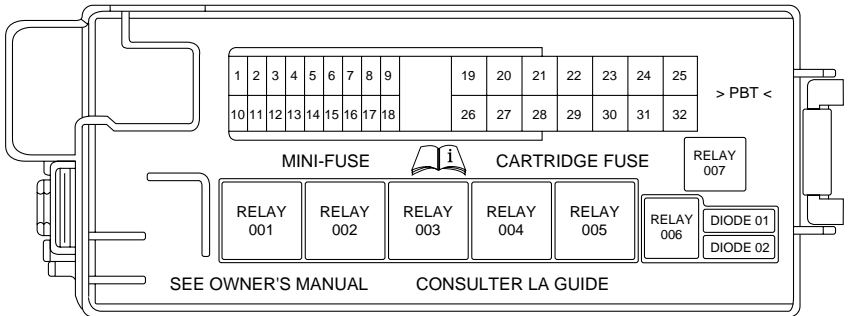 1 2 3 4 5 6 7 8 9 19 20 21 22 23 24 25
> PBT <
10 11 12 13 14 15 16 17 18 26 27 28 29 30 31 32
MINI-FUSE i CARTRIDGE FUSE
RELAY
007
RELAY
001
RELAY
002
RELAY
003
RELAY
004
RELAY
005
RELAY
006
DIODE 01
DIODE 02
SEE OWNER'S MANUAL CONSULTER LA GUIDE